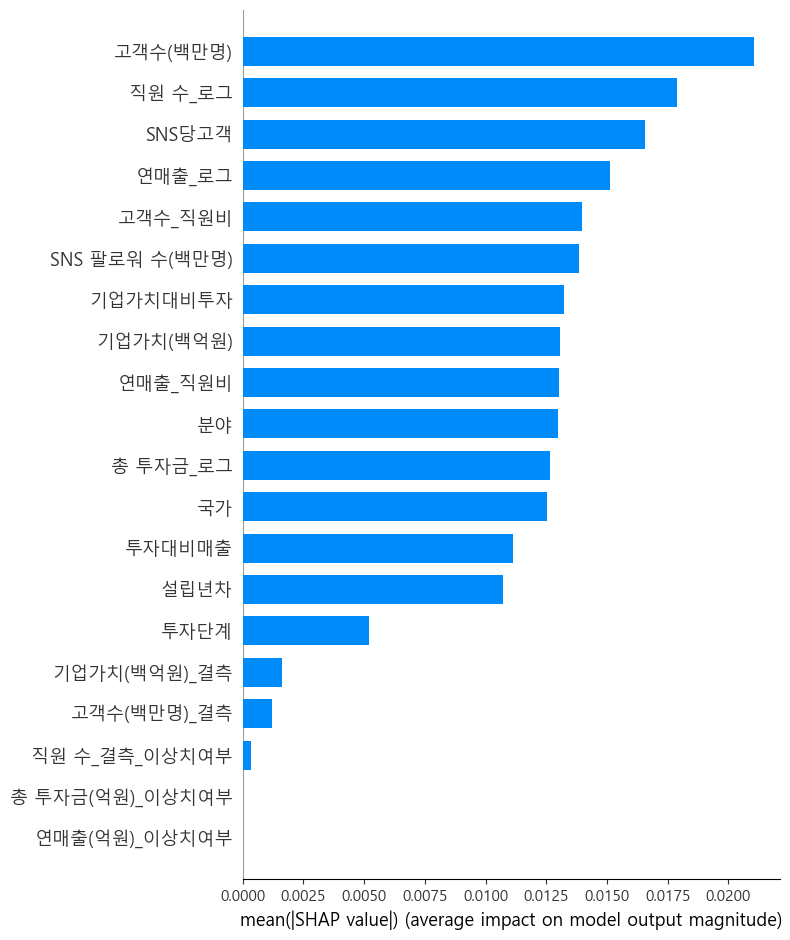 고객수(백만명)
직원 수_로그
SNS당고객
연매출_로그
고객수_직원비
SNS 팔로워 수(백만명)
기업가치대비투자
기업가치(백억원)
연매출_직원비
분야
총 투자금_로그
국가
투자대비매출
설립년차
투자단계
기업가치(백억원)_결측
고객수(백만명)_결측
직원 수_결측_이상치여부
총 투자금(억원)_이상치여부
연매출(억원)_이상치여부
0.0000 0.0025 0.0050 0.0075 0.0100 0.0125 0.0150 0.0175 0.0200
mean(|SHAP value|) (average impact on model output magnitude)